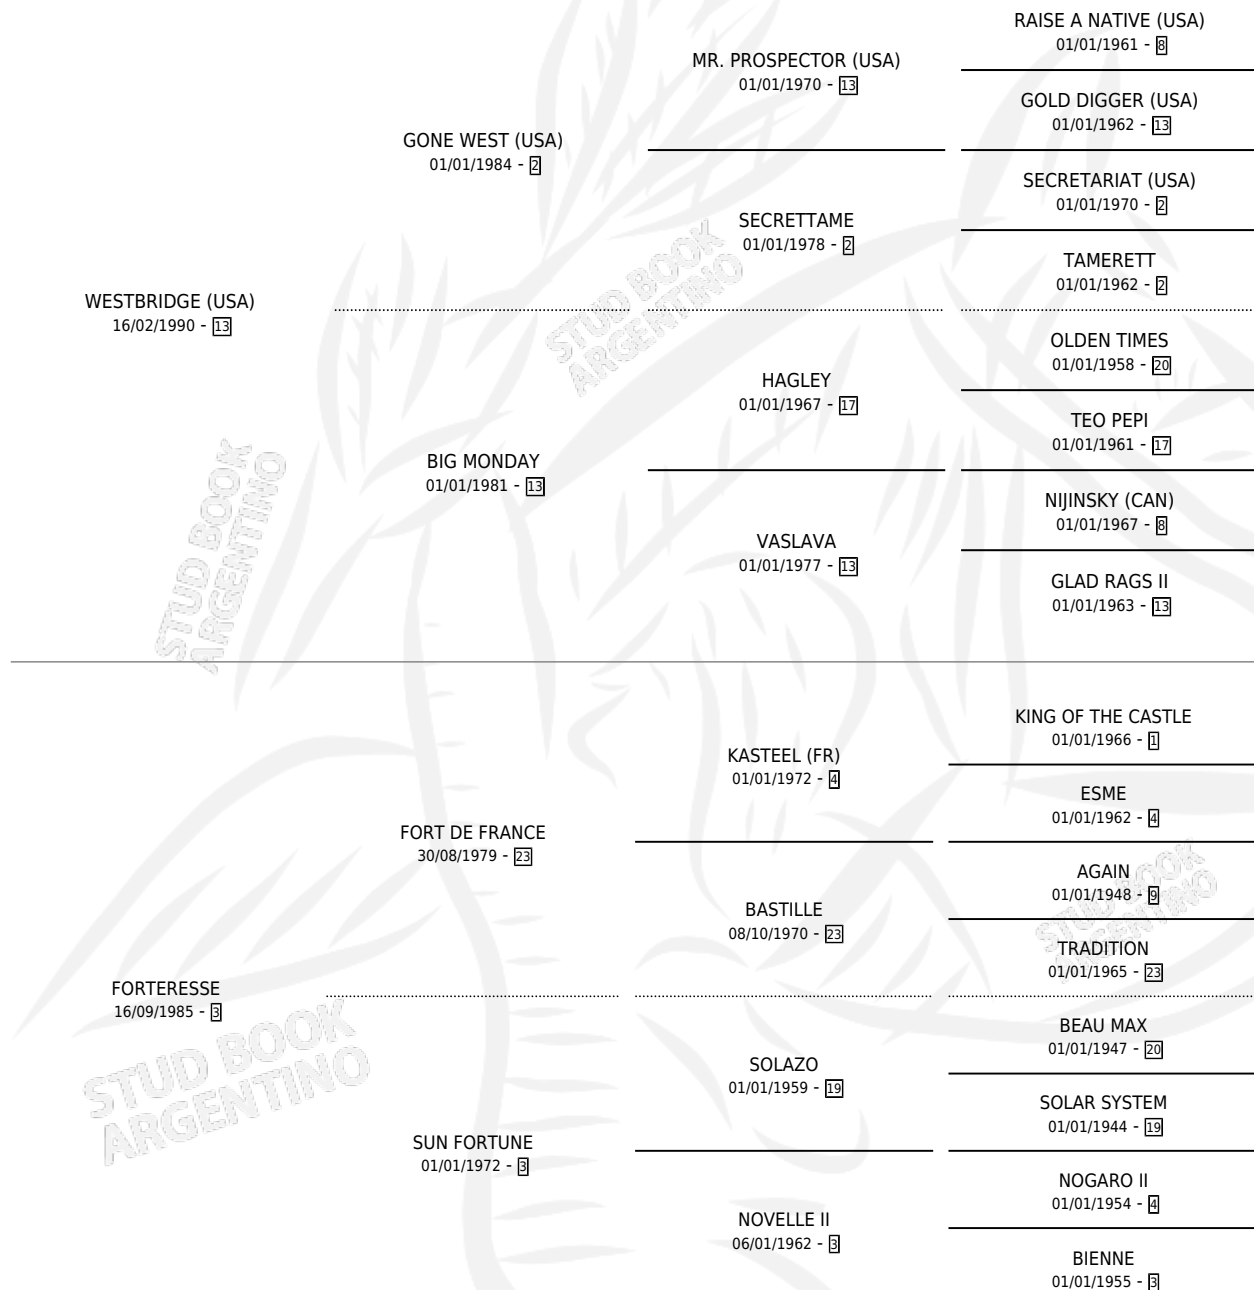 RAISE A NATIVE (USA)
01/01/1961 - 8
MR. PROSPECTOR (USA)
01/01/1970 - 13
GOLD DIGGER (USA)
01/01/1962 - 13
GONE WEST (USA)
01/01/1984 - 2
SECRETARIAT (USA)
01/01/1970 - 2
SECRETTAME
01/01/1978 - 2
TAMERETT
01/01/1962 - 2
WESTBRIDGE (USA)
16/02/1990 - 13
OLDEN TIMES
01/01/1958 - 20
HAGLEY
01/01/1967 - 17
TEO PEPI
01/01/1961 - 17
BIG MONDAY
01/01/1981 - 13
NIJINSKY (CAN)
01/01/1967 - 8
VASLAVA
01/01/1977 - 13
GLAD RAGS II
01/01/1963 - 13
KING OF THE CASTLE
01/01/1966 - 1
KASTEEL (FR)
01/01/1972 - 4
ESME
01/01/1962 - 4
FORT DE FRANCE
30/08/1979 - 23
AGAIN
01/01/1948 - 9
BASTILLE
08/10/1970 - 23
TRADITION
01/01/1965 - 23
FORTERESSE
16/09/1985 - 3
BEAU MAX
01/01/1947 - 20
SOLAZO
01/01/1959 - 19
SOLAR SYSTEM
01/01/1944 - 19
SUN FORTUNE
01/01/1972 - 3
NOGARO II
01/01/1954 - 4
NOVELLE II
06/01/1962 - 3
BIENNE
01/01/1955 - 3
STUD BOOK
ARGENTINO
STUD BOOK
ARGENTINO
STUD BOOK
ARGENTINO
STUD BOOK
ARGENTINO